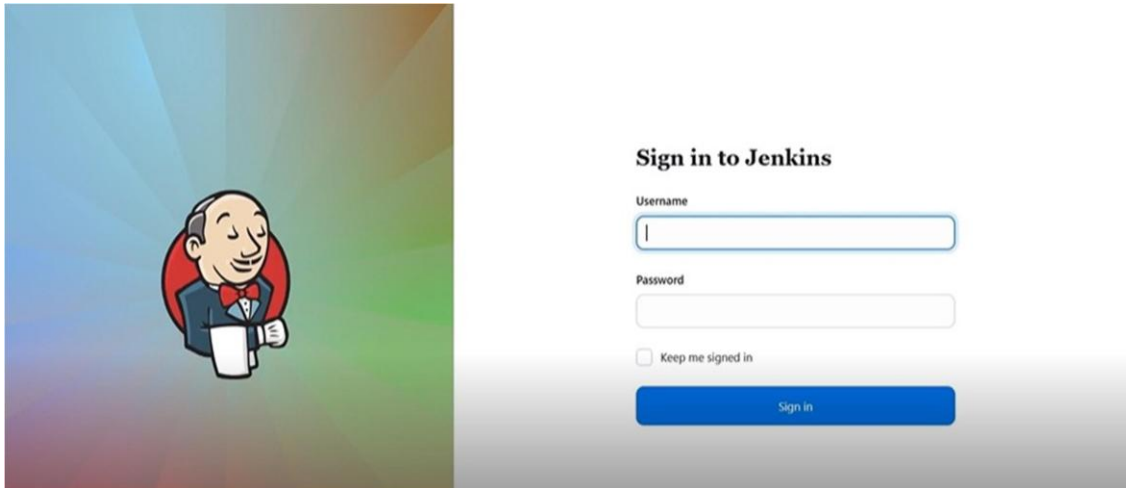 Sign in to Jenkins
Username
Password
Keep me signed in
Sign in